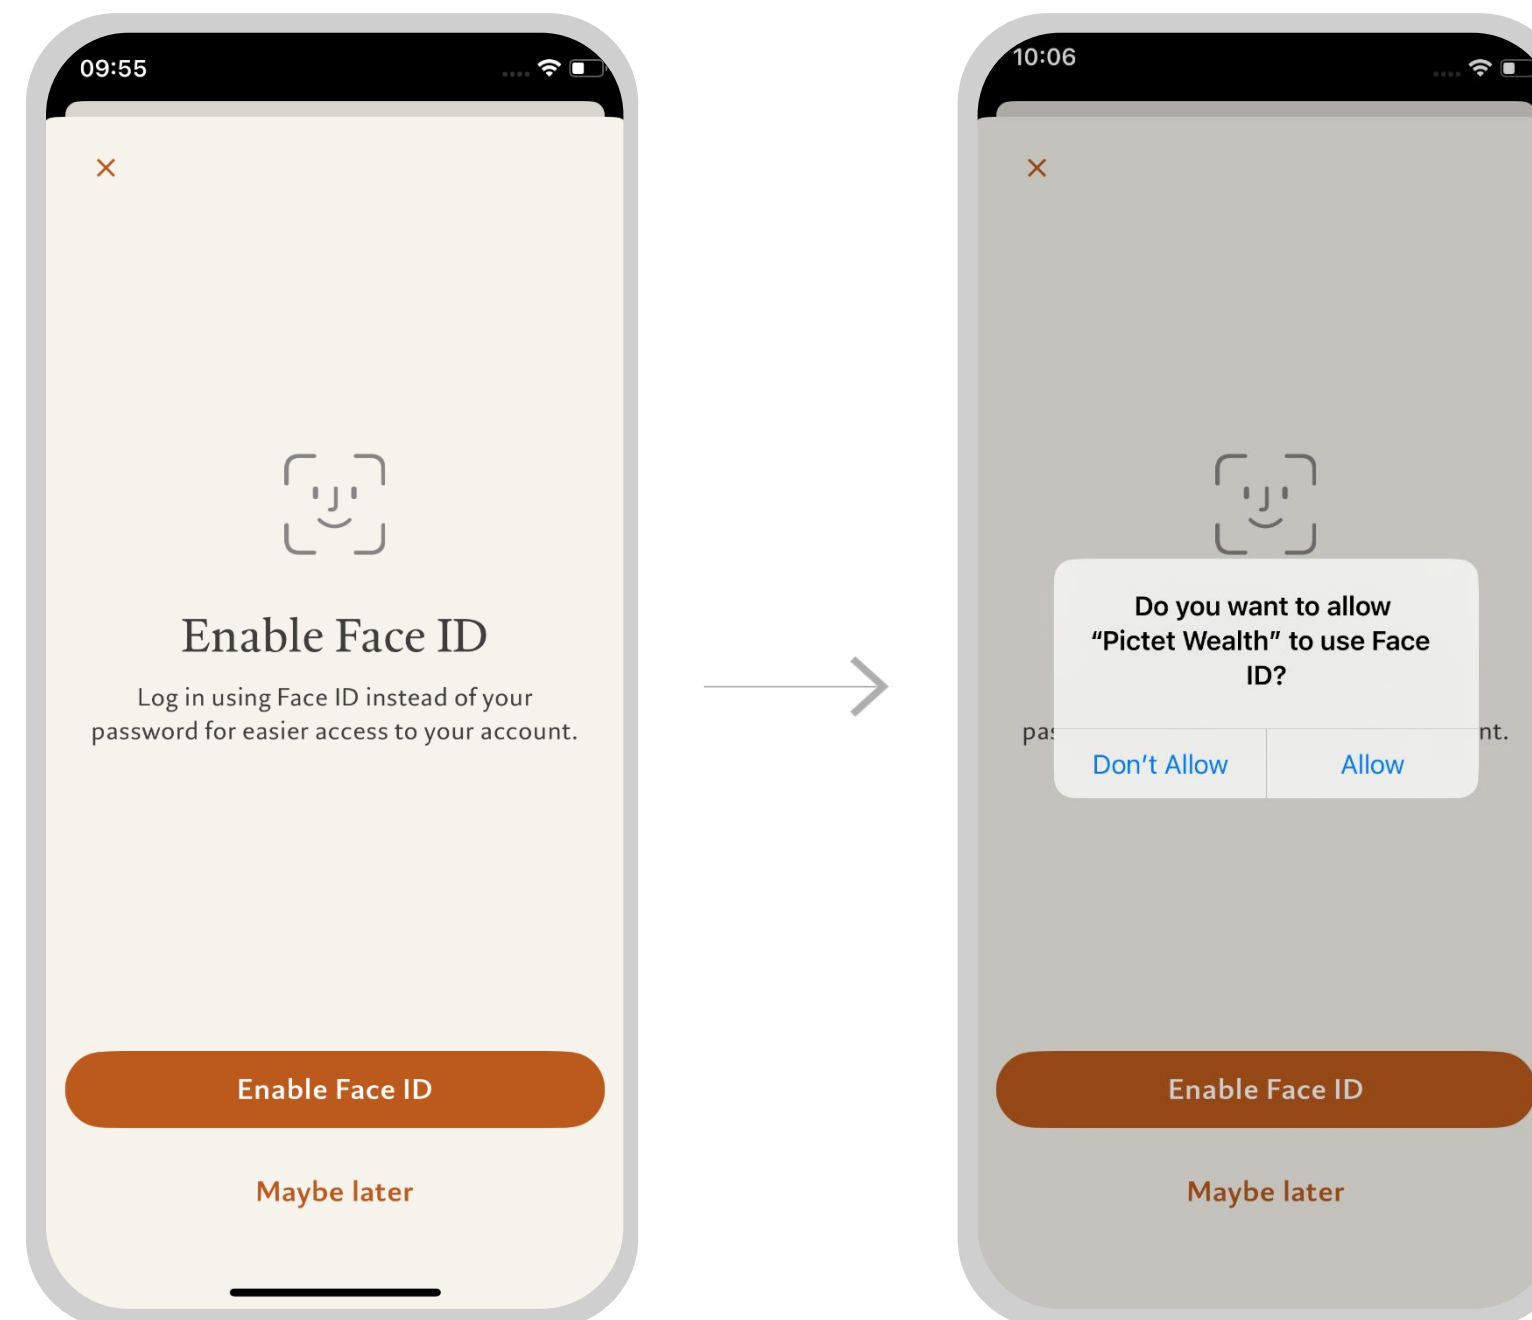 09:55
Enable Face ID
Log in using Face ID instead of your
password for easier access to your account.
Enable Face ID
Maybe later
10:06
Do you want to allow
“Pictet Wealth” to use Face
ID?
pas
nt.
Don’t Allow
Allow
Enable Face ID
Maybe later